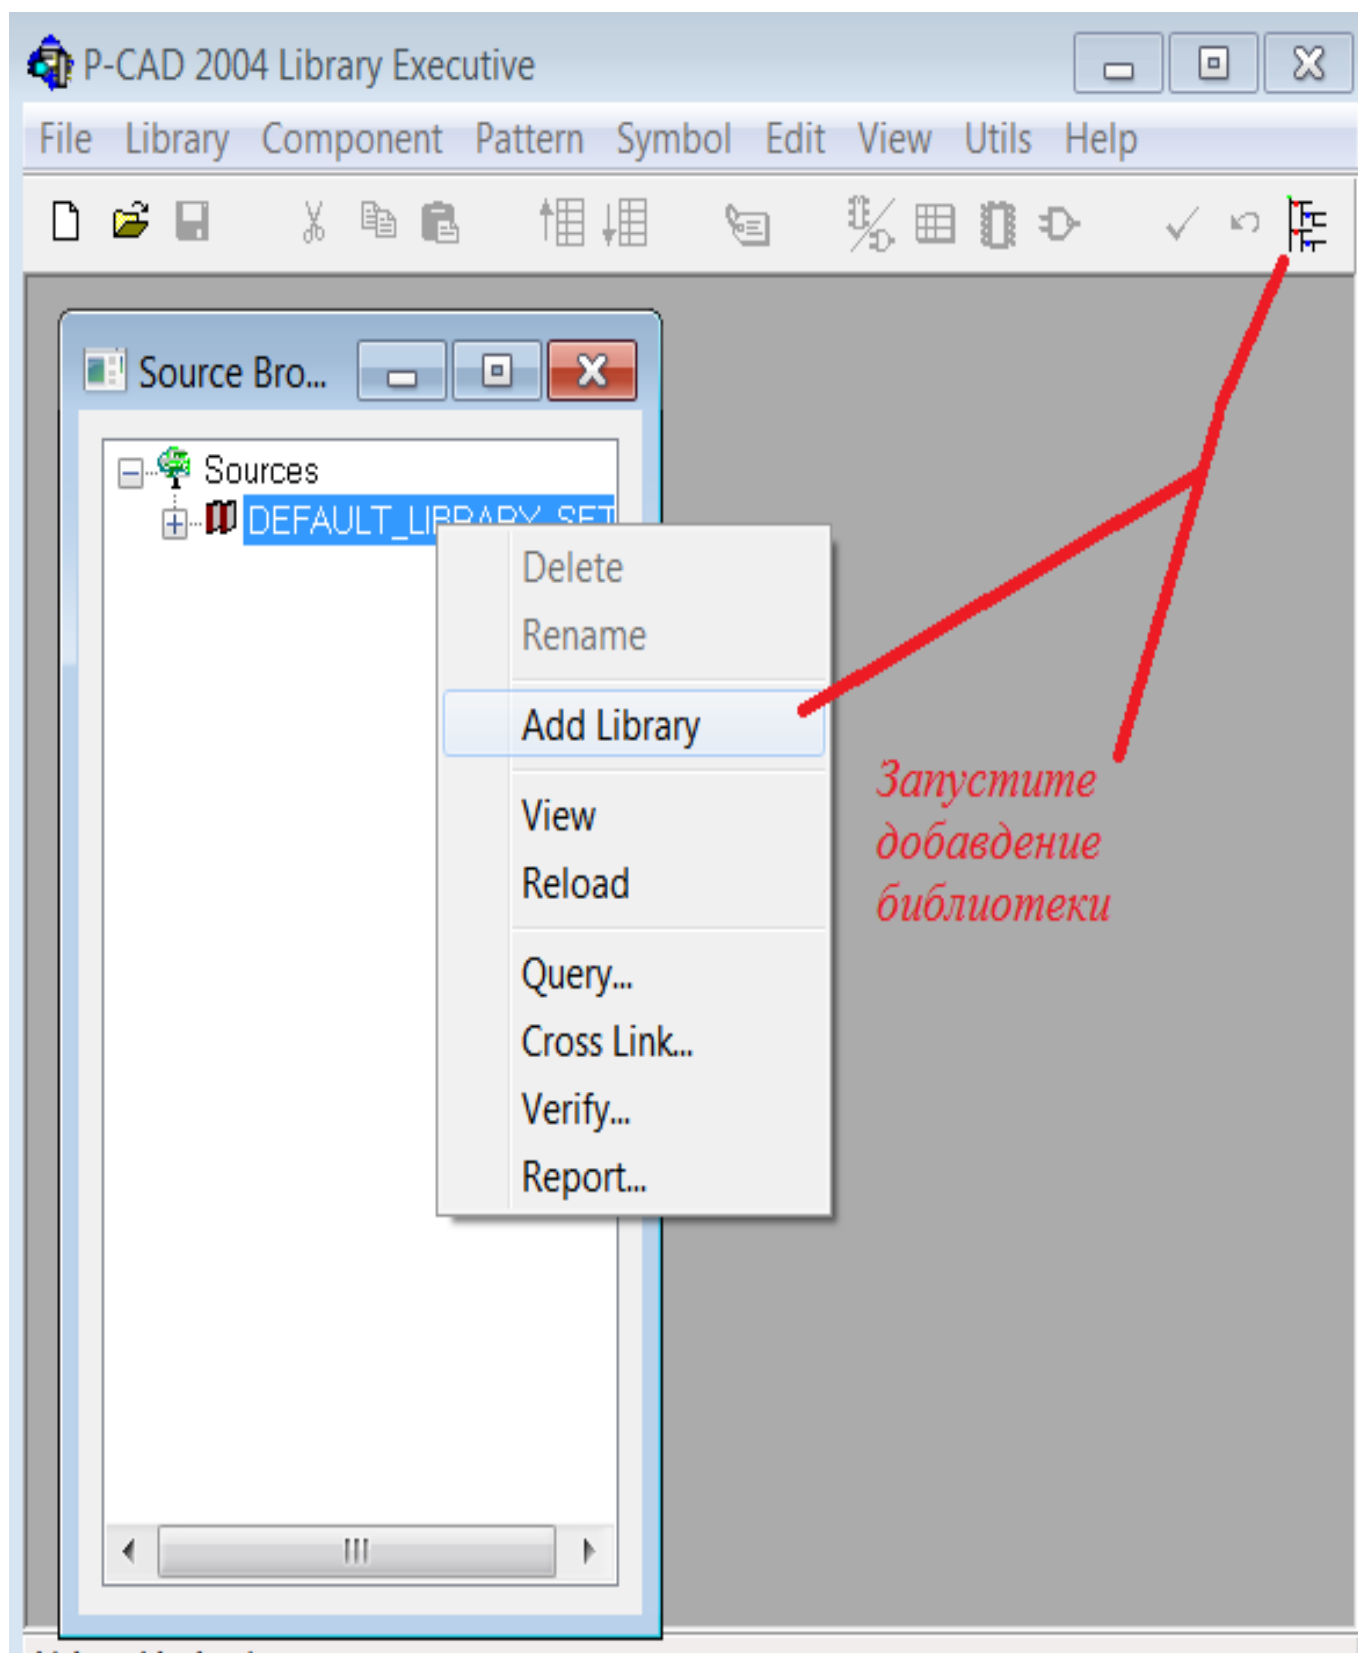 P-CAD 2004 Library Executive
File Library Component Pattern Symbol Edit View Utils Help
Source Bro...
Sources
DEFAULT_LIBRARY_SET
Delete
Rename
Add Library
View
Reload
Query...
Cross Link...
Verify...
Report...
Запустите
добавдение
библиотеки